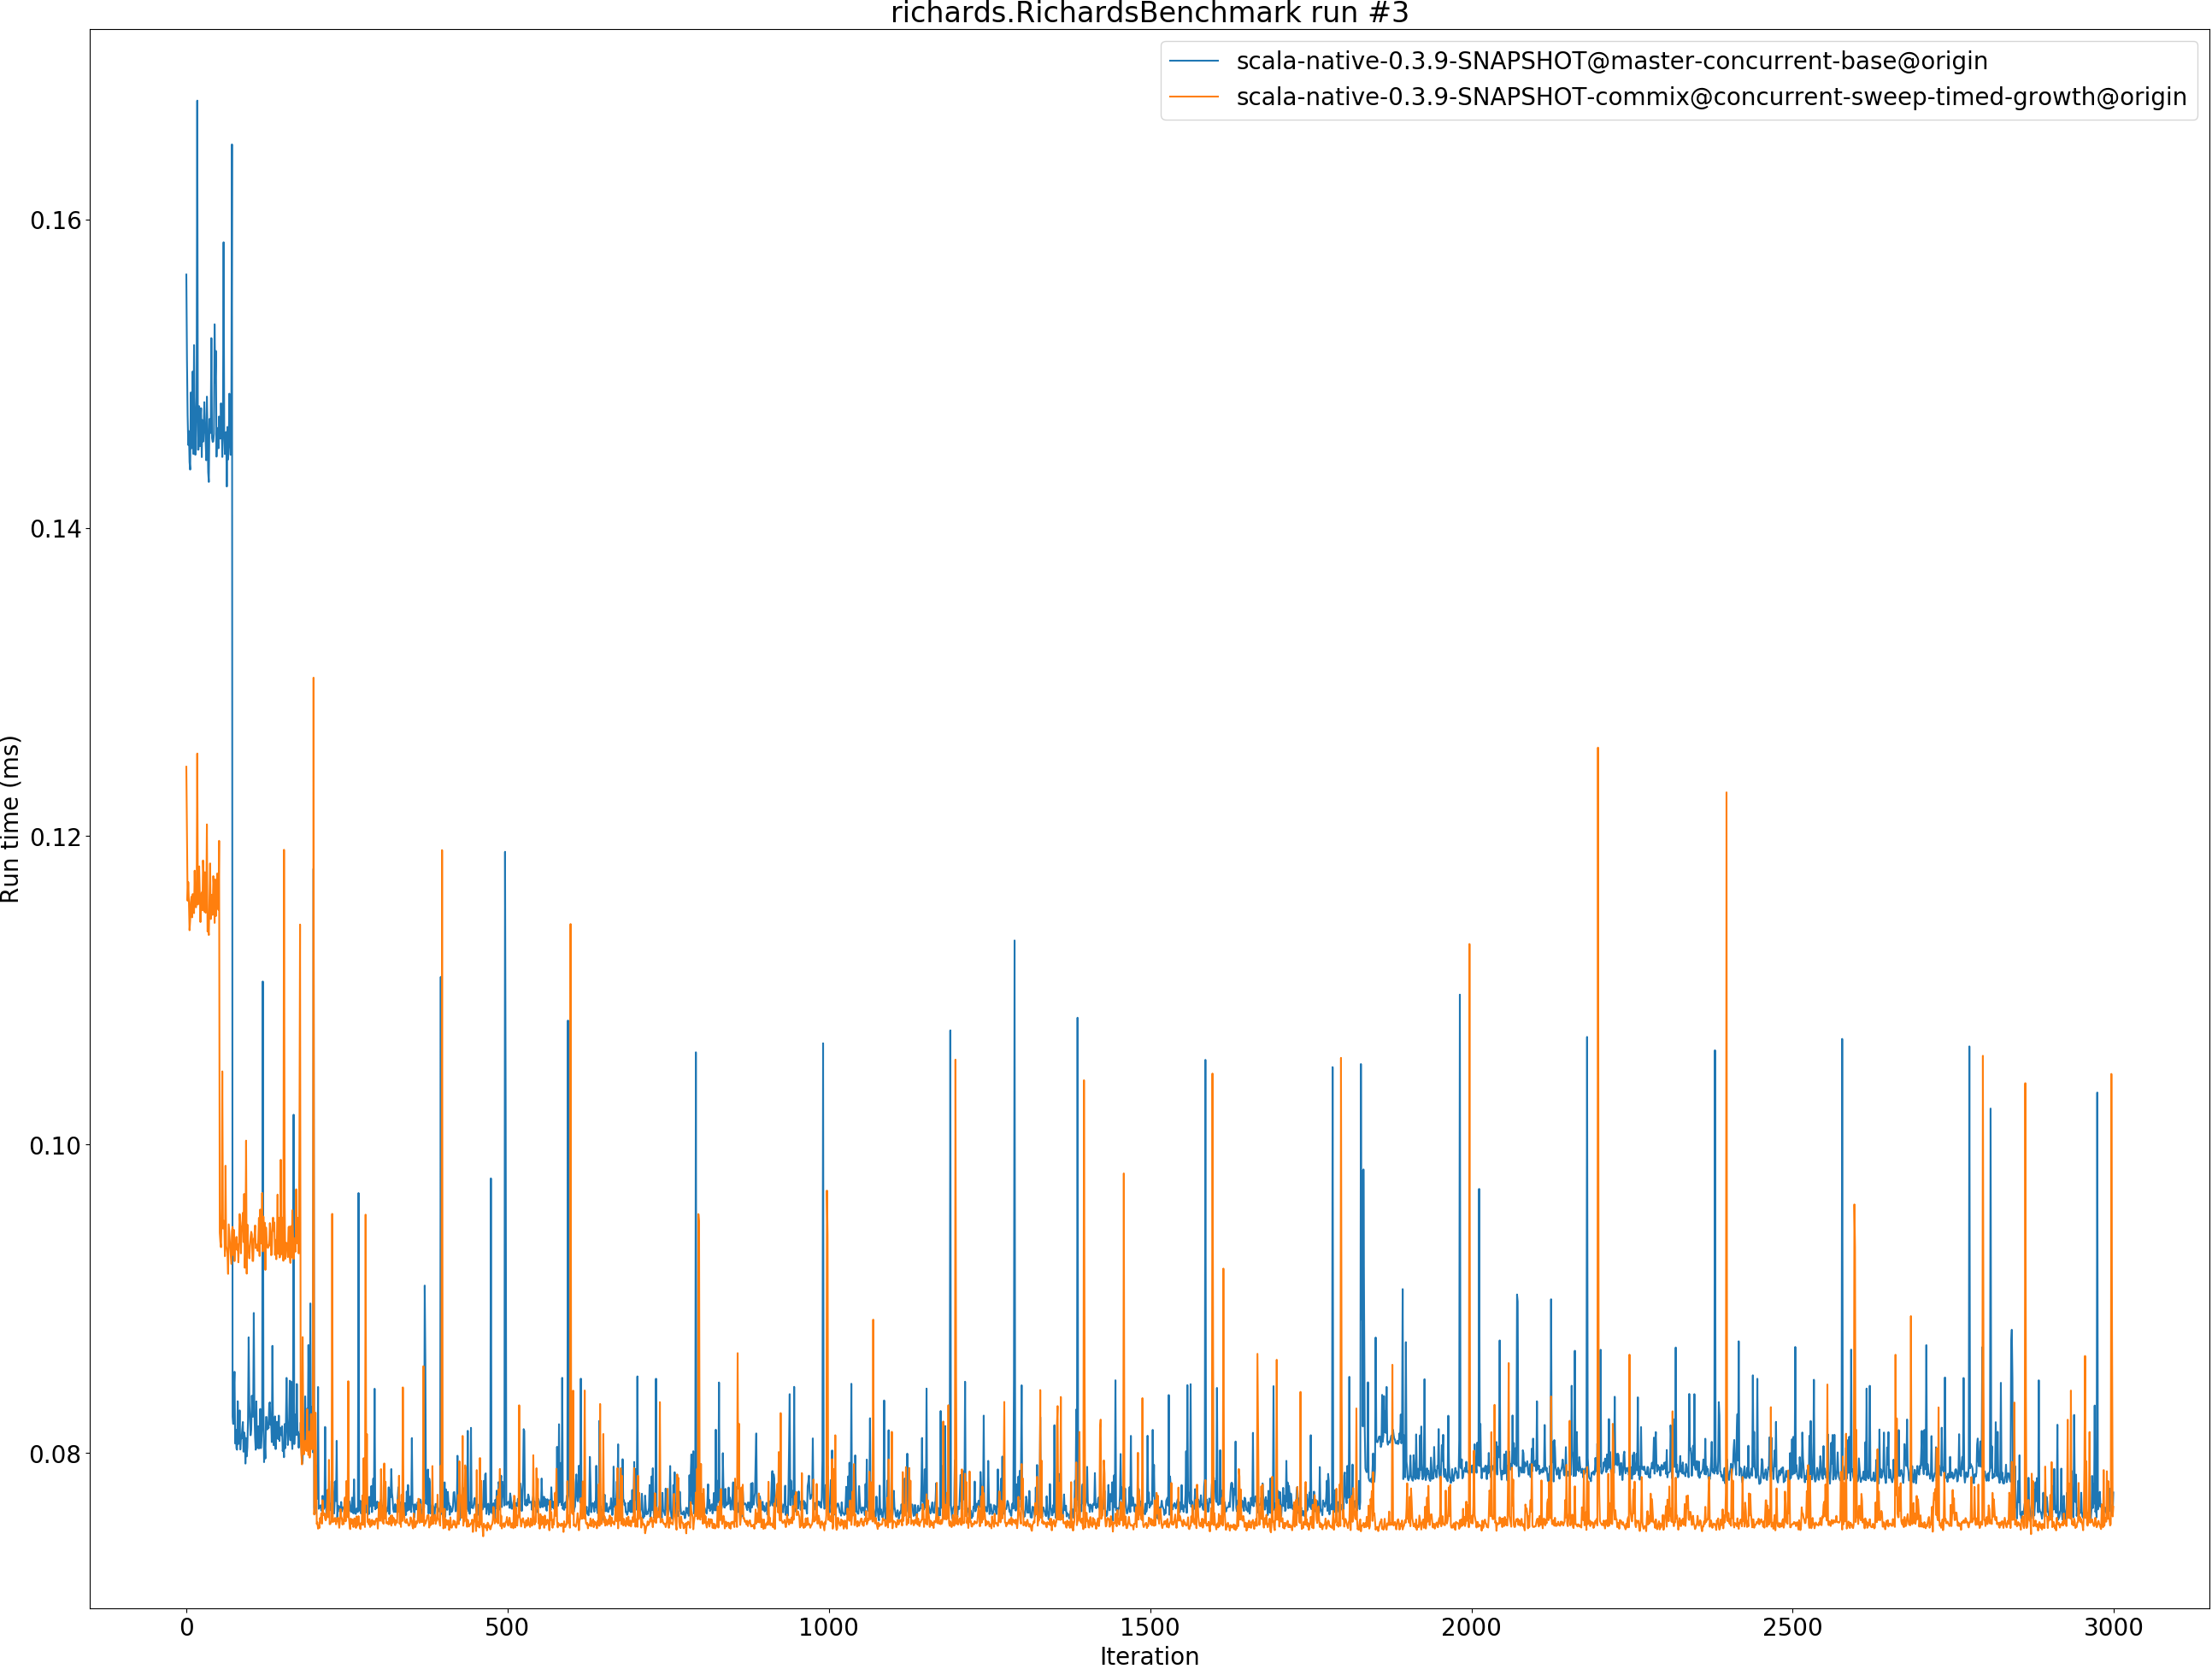 richards.RichardsBenchmark run #3
scala-native-0.3.9-SNAPSHOT@master-concurrent-base@origin
scala-native-0.3.9-SNAPSHOT-commix@concurrent-sweep-timed-growth@origin
Run time (ms)
0.16
0.14
0.12
0.10
0.08
0 500 1000 1500 2000 2500 3000
Iteration